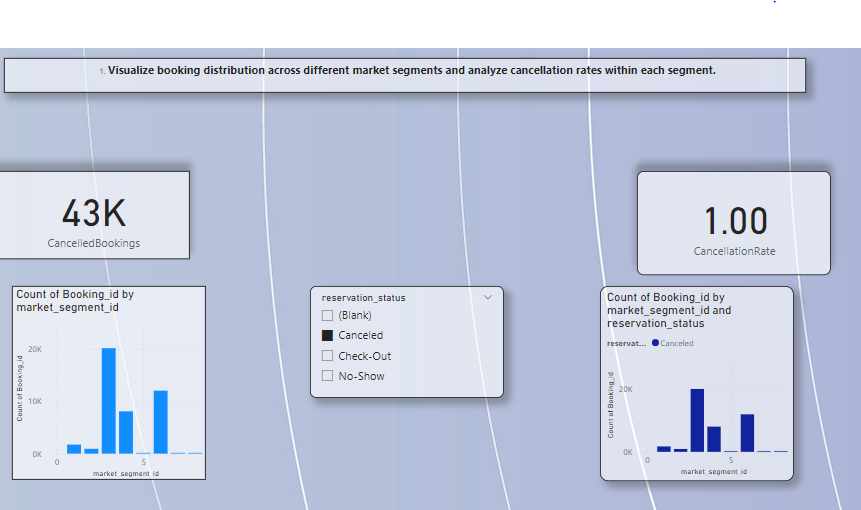 1. Visualize booking distribution across different market segments and analyze cancellation rates within each segment.
43K
CancelledBookings
1.00
CancellationRate
Count of Booking_id by
market_segment_id
Count of Booking_id
20K
10K
0K
0
5
market_segment_id
reservation_status
(Blank)
Canceled
Check-Out
No-Show
Count of Booking_id by
market_segment_id and
reservation_status
reservat... Canceled
Count of Booking_id
20K
0K
0
5
market_segment_id